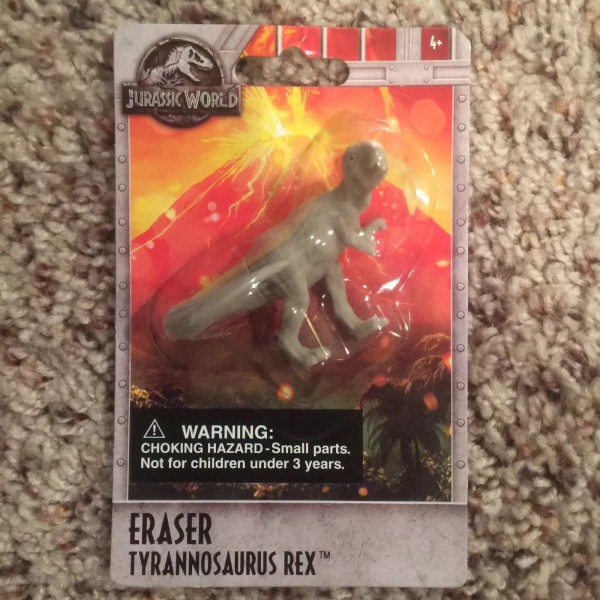 JURASSIC WORLD
4+
WARNING:
CHOKING HAZARD-Small parts.
Not for children under 3 years.
ERASER
TYRANNOSAURUS REX™